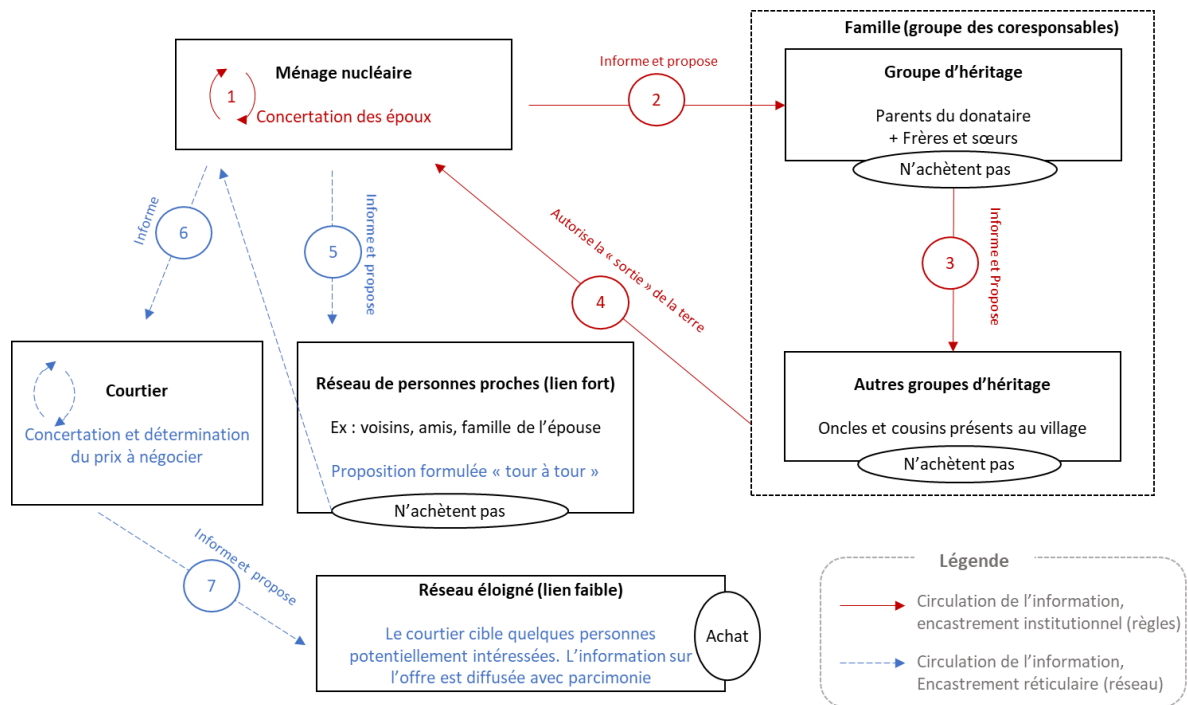 Famille (groupe des coresponsables)
Ménage nucléaire
1
Concertation des époux
Informe et propose
2
Groupe d’héritage
Parents du donataire
+ Frères et sœurs
N’achètent pas
Informe et Propose
3
Autres groupes d’héritage
Oncles et cousins présents au village
N’achètent pas
Autorise la « sortie » de la terre
4
Informe et propose
5
Informe
6
Réseau de personnes proches (lien fort)
Ex : voisins, amis, famille de l’épouse
Proposition formulée « tour à tour »
N’achètent pas
Courtier
Concertation et détermination
du prix à négocier
Informe et propose
7
Réseau éloigné (lien faible)
Le courtier cible quelques personnes
potentiellement intéressées. L’information sur
l’offre est diffusée avec parcimonie
Achat
Légende
Circulation de l’information,
encastrement institutionnel (règles)
Circulation de l’information,
Encastrement réticulaire (réseau)